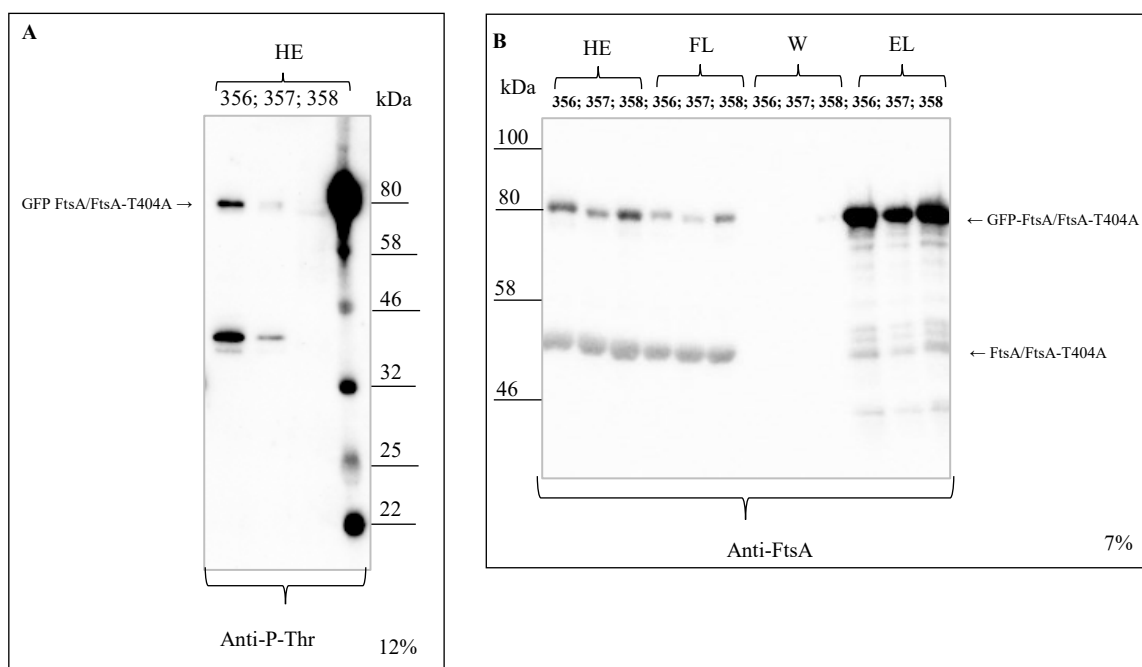 A
HE
356; 357; 358
kDa
GFP FtsA/FtsA-T404A →
80
58
46
32
25
22
Anti-P-Thr
12%
B
HE FL W EL
356; 357; 358; 356; 357; 358; 356; 357; 358; 356; 357; 358
kDa
100
80
58
46
← GFP-FtsA/FtsA-T404A
← FtsA/FtsA-T404A
Anti-FtsA
7%